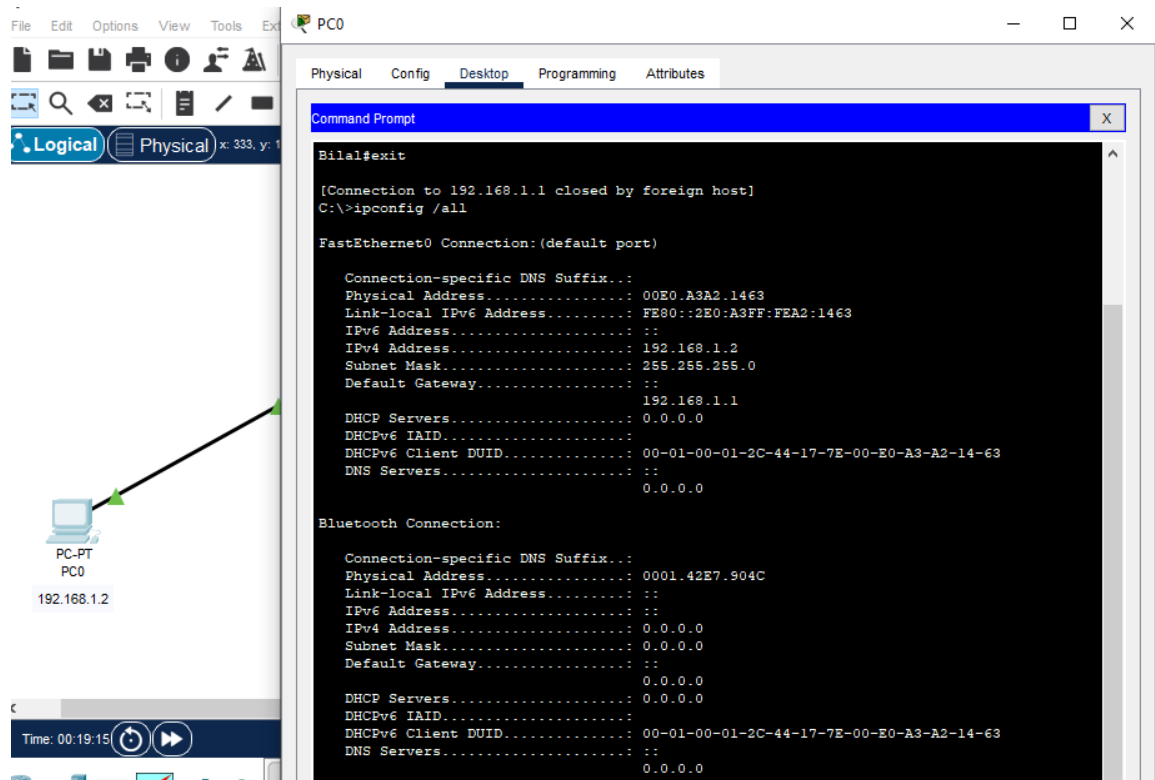 File Edit Options View Tools Ext
PC0
Physical Config Desktop Programming Attributes
Logical Physical x: 333, y: 1
Command Prompt X
Bilal#exit
[Connection to 192.168.1.1 closed by foreign host]
C:\>ipconfig /all
FastEthernet0 Connection:(default port)
Connection-specific DNS Suffix..:
Physical Address................: 00E0.A3A2.1463
Link-local IPv6 Address.........: FE80::2E0:A3FF:FEA2:1463
IPv6 Address....................: ::
IPv4 Address....................: 192.168.1.2
Subnet Mask.....................: 255.255.255.0
Default Gateway.................: ::
192.168.1.1
DHCP Servers....................: 0.0.0.0
DHCPv6 IAID.....................:
DHCPv6 Client DUID..............: 00-01-00-01-2C-44-17-7E-00-E0-A3-A2-14-63
DNS Servers.....................: ::
0.0.0.0
Bluetooth Connection:
Connection-specific DNS Suffix..:
Physical Address................: 0001.42E7.904C
Link-local IPv6 Address.........: ::
IPv6 Address....................: ::
IPv4 Address....................: 0.0.0.0
Subnet Mask.....................: 0.0.0.0
Default Gateway.................: ::
0.0.0.0
DHCP Servers....................: 0.0.0.0
DHCPv6 IAID.....................:
DHCPv6 Client DUID..............: 00-01-00-01-2C-44-17-7E-00-E0-A3-A2-14-63
DNS Servers.....................: ::
0.0.0.0
PC-PT
PC0
192.168.1.2
Time: 00:19:15